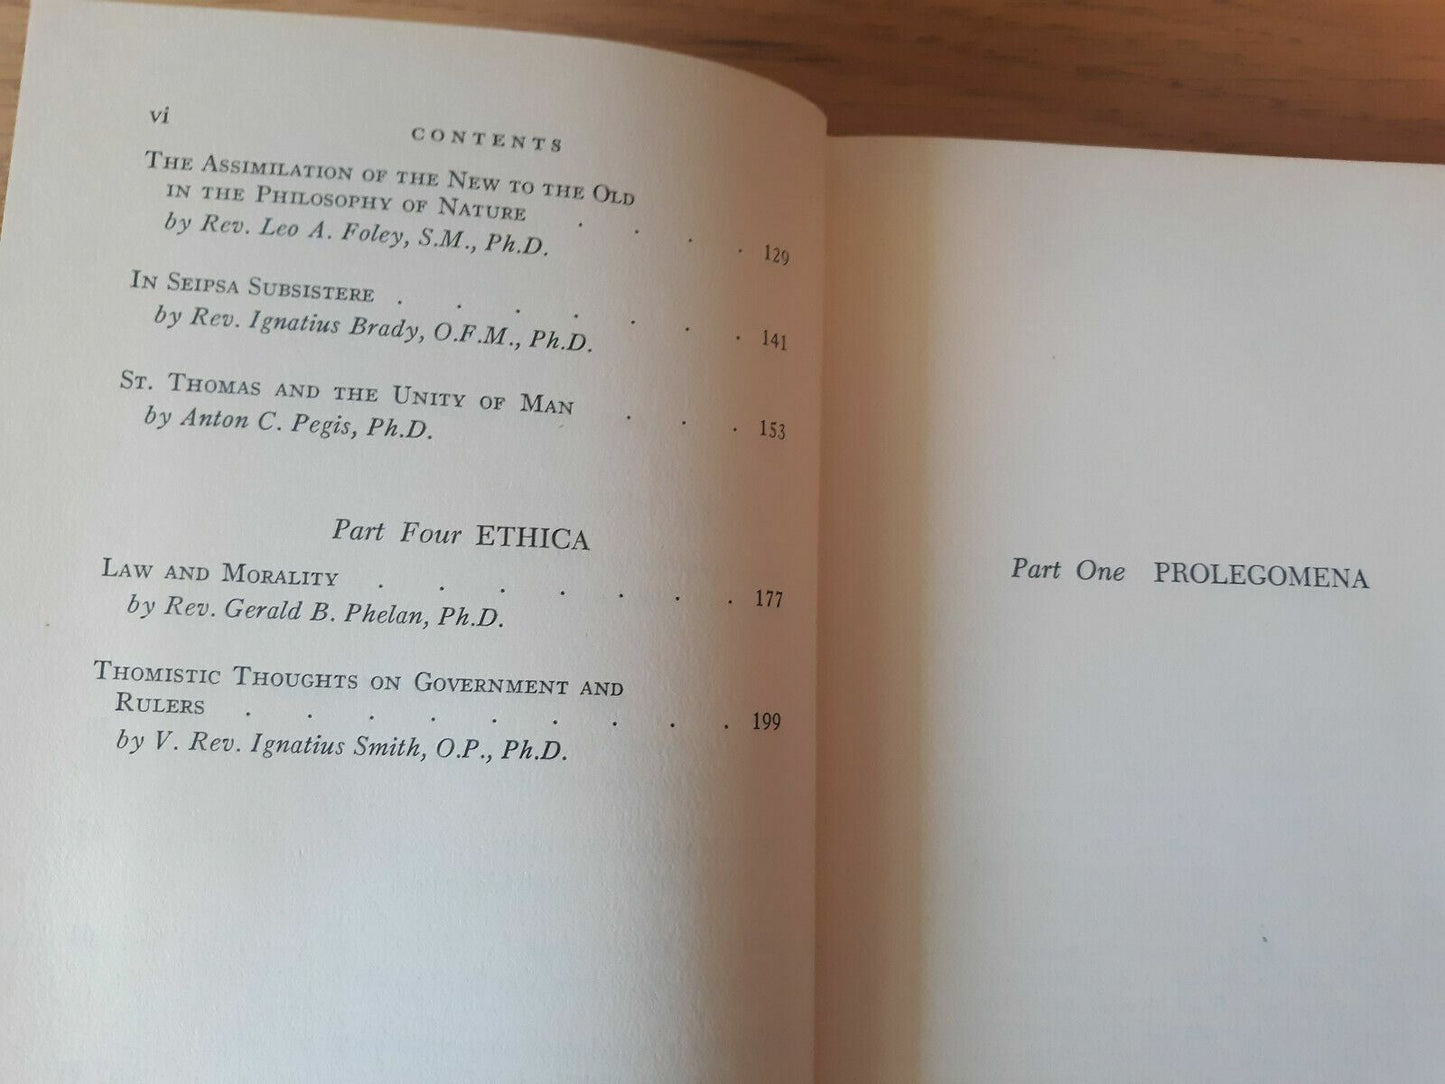 vi
CONTENTS
The Assimilation of the New to the Old
in the Philosophy of Nature . . . . 129
by Rev. Leo A. Foley, S.M., Ph.D.
In Seipsa Subsistere . . . . . . . 141
by Rev. Ignatius Brady, O.F.M., Ph.D.
St. Thomas and the Unity of Man . . . 153
by Anton C. Pegis, Ph.D.
Part Four ETHICA
Law and Morality . . . . . . . 177
by Rev. Gerald B. Phelan, Ph.D.
Thomistic Thoughts on Government and
Rulers . . . . . . . . . 199
by V. Rev. Ignatius Smith, O.P., Ph.D.
Part One PROLEGOMENA